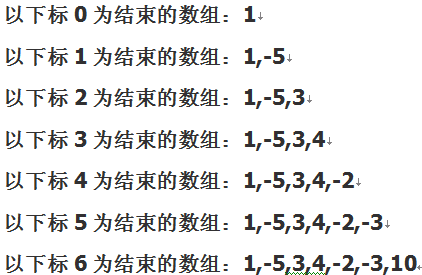 以下标 0 为结束的数组：1
以下标 1 为结束的数组：1,-5
以下标 2 为结束的数组：1,-5,3
以下标 3 为结束的数组：1,-5,3,4
以下标 4 为结束的数组：1,-5,3,4,-2
以下标 5 为结束的数组：1,-5,3,4,-2,-3
以下标 6 为结束的数组：1,-5,3,4,-2,-3,10